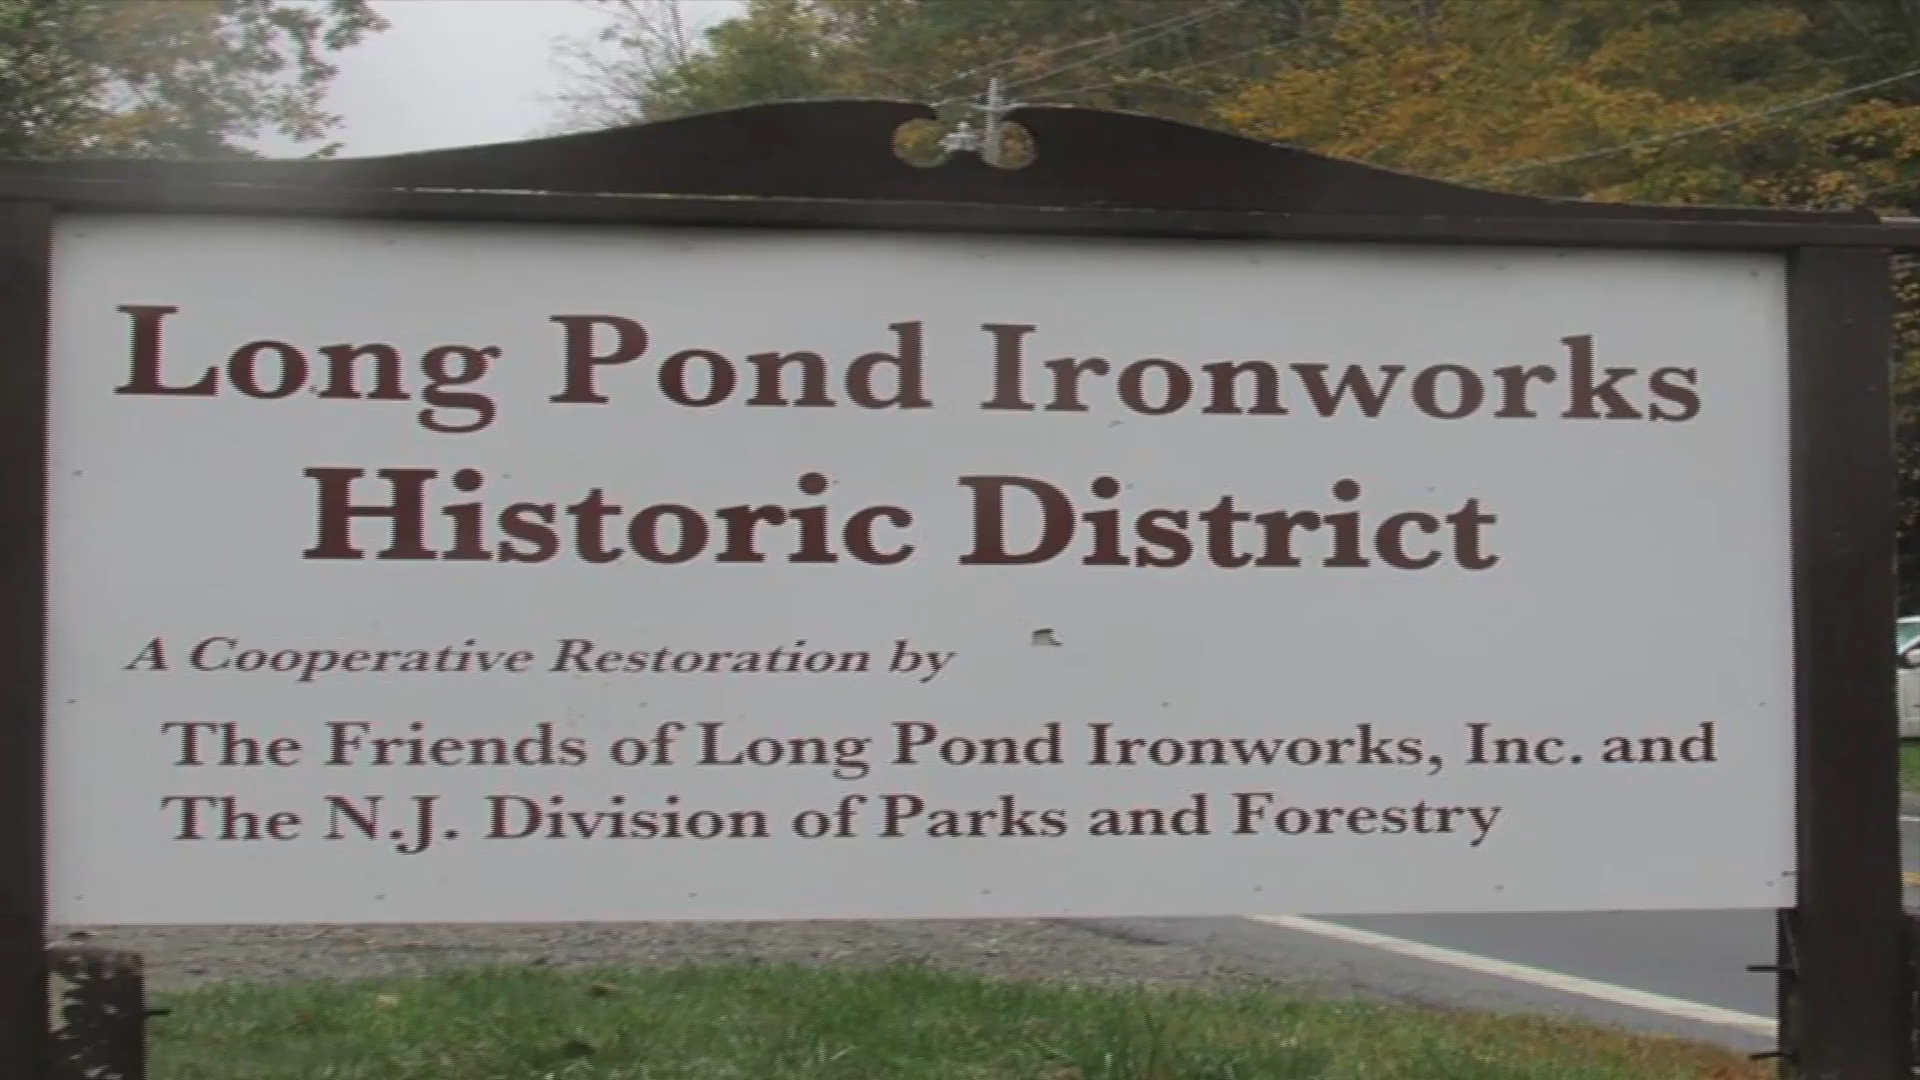 Long Pond Ironworks
Historic District
A Cooperative Restoration by
The Friends of Long Pond Ironworks, Inc. and
The N.J. Division of Parks and Forestry